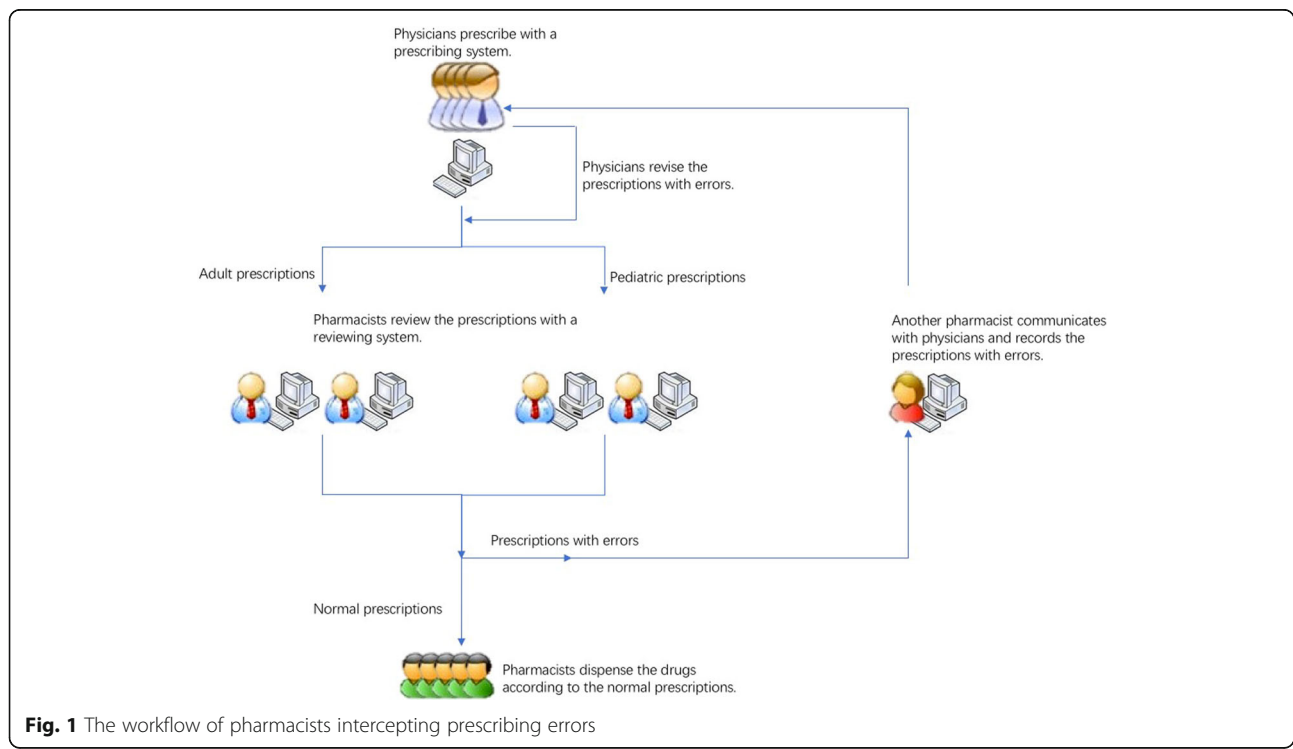 Physicians prescribe with a
prescribing system.
Physicians revise the
prescriptions with errors.
Adult prescriptions
Pediatric prescriptions
Pharmacists review the prescriptions with a
reviewing system.
Another pharmacist communicates
with physicians and records the
prescriptions with errors.
Prescriptions with errors
Normal prescriptions
Pharmacists dispense the drugs
according to the normal prescriptions.
Fig. 1 The workflow of pharmacists intercepting prescribing errors